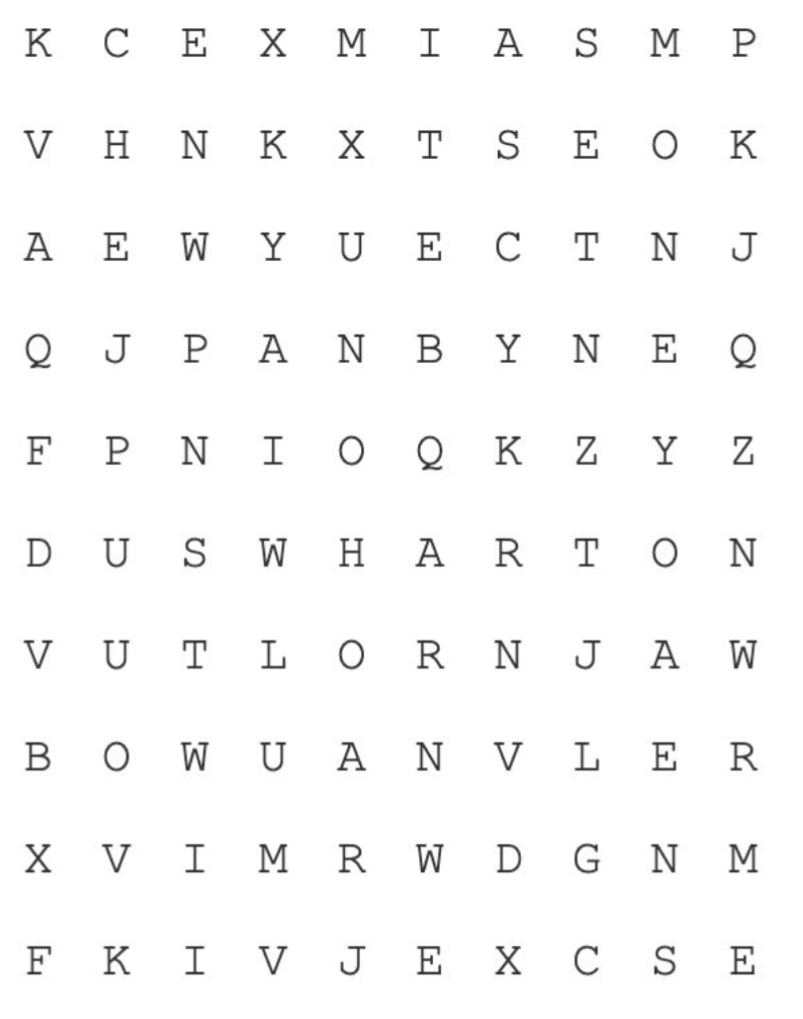 K C E X M I A S M P
V H N K X T S E O K
A E W Y U E C T N J
Q J P A N B Y N E Q
F P N I O Q K Z Y Z
D U S W H A R T O N
V U T L O R N J A W
B O W U A N V L E R
X V I M R W D G N M
F K I V J E X C S E